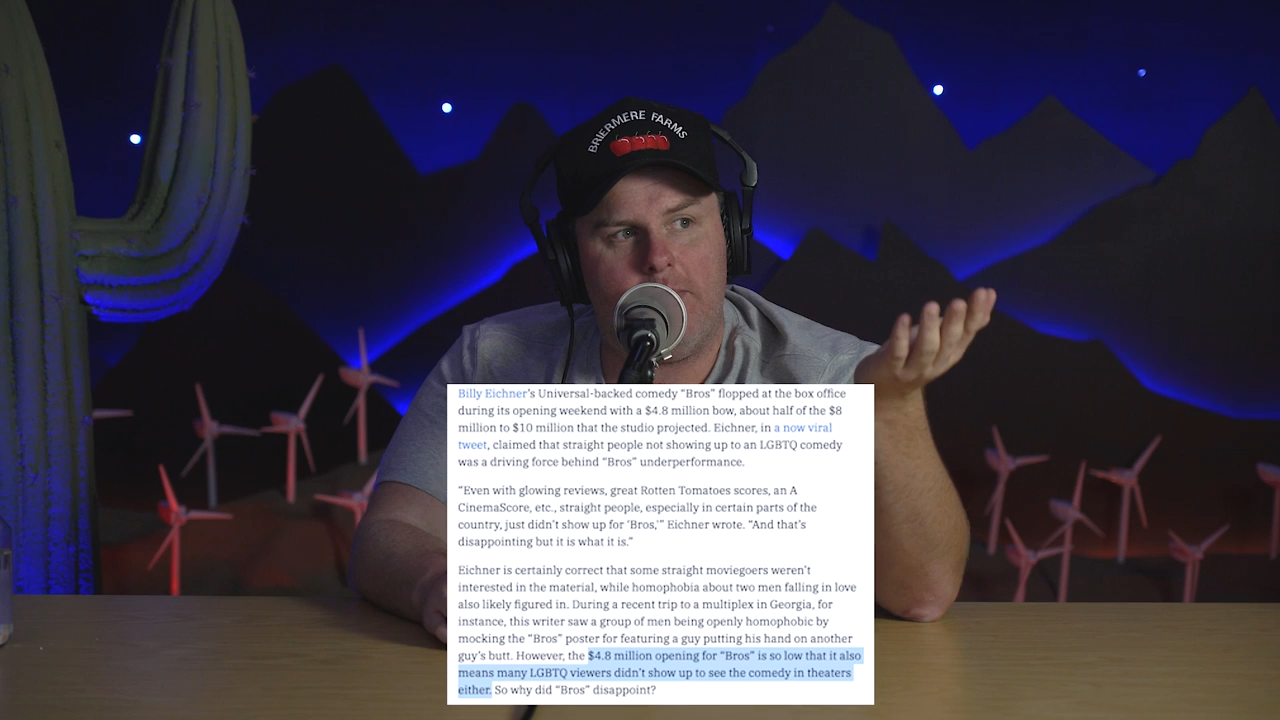 BRIERMERE FARMS
Billy Eichner's Universal-backed comedy “Bros” flopped at the box office
during its opening weekend with a $4.8 million bow, about half of the $8
million to $10 million that the studio projected. Eichner, in a now viral
tweet, claimed that straight people not showing up to an LGBTQ comedy
was a driving force behind “Bros” underperformance.
“Even with glowing reviews, great Rotten Tomatoes scores, an A
CinemaScore, etc., straight people, especially in certain parts of the
country, just didn’t show up for ‘Bros,’” Eichner wrote. “And that’s
disappointing but it is what it is.”
Eichner is certainly correct that some straight moviegoers weren’t
interested in the material, while homophobia about two men falling in love
also likely figured in. During a recent trip to a multiplex in Georgia, for
instance, this writer saw a group of men being openly homophobic by
mocking the “Bros” poster for featuring a guy putting his hand on another
guy’s butt. However, the $4.8 million opening for “Bros” is so low that it also
means many LGBTQ viewers didn’t show up to see the comedy in theaters
either. So why did “Bros” disappoint?